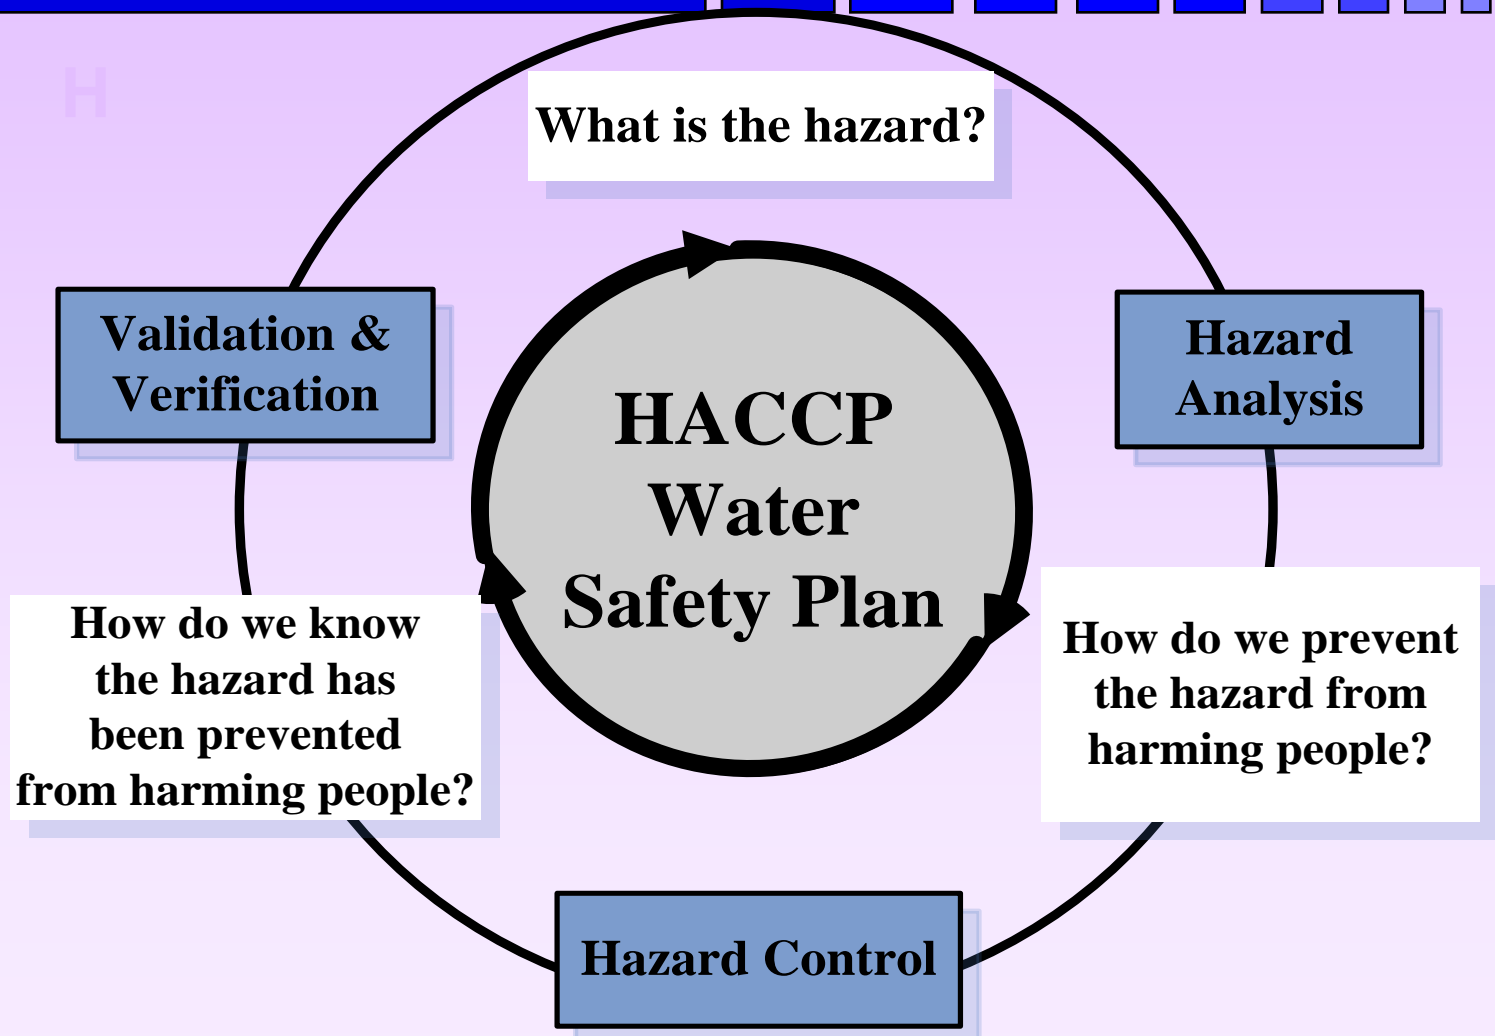 H
What is the hazard?
Validation &
Verification
Hazard
Analysis
HACCP
Water
Safety Plan
How do we know
the hazard has
been prevented
from harming people?
How do we prevent
the hazard from
harming people?
Hazard Control